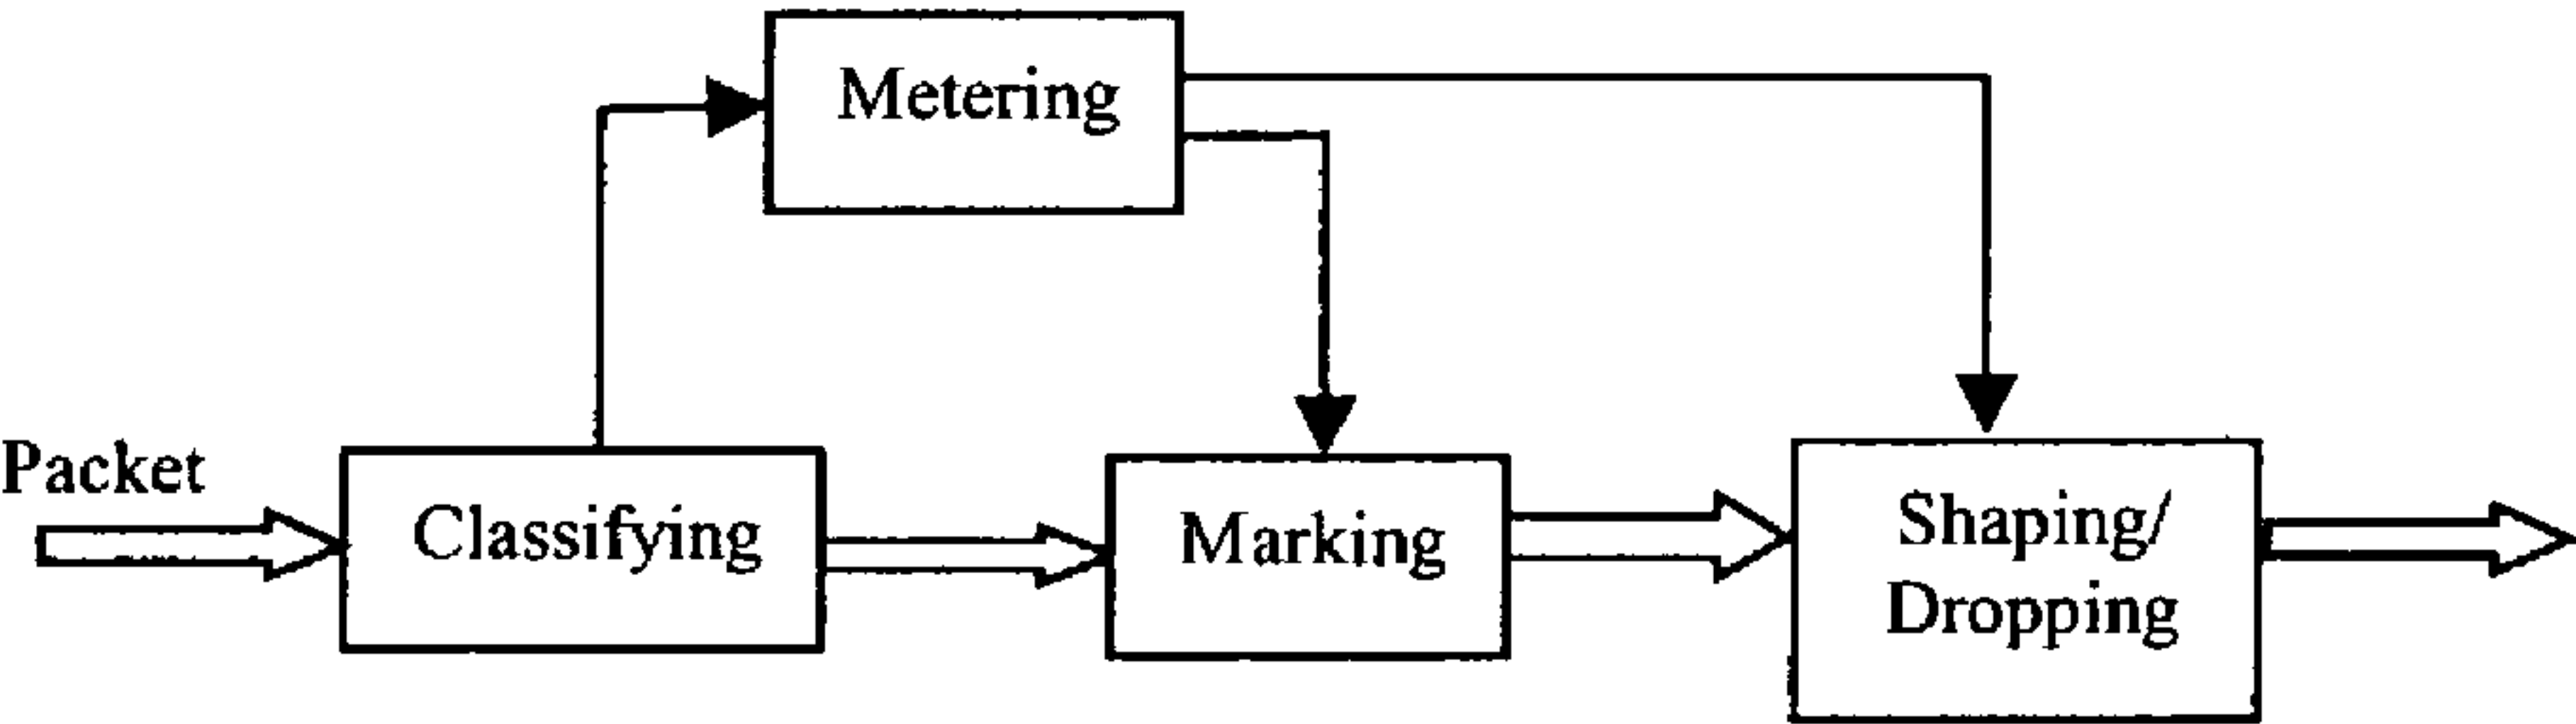 Metering
Packet
Classifying
Marking
Shaping/
Dropping